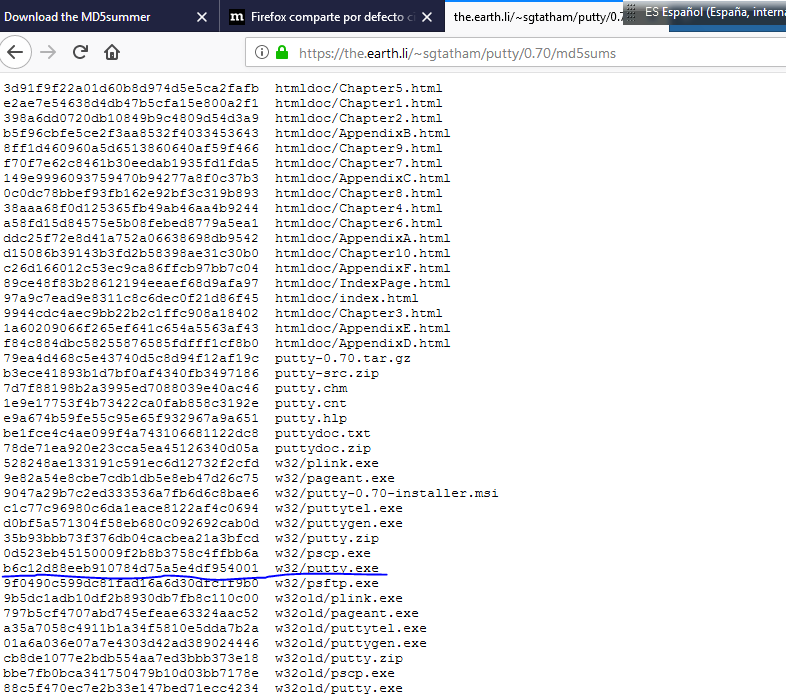 Download the MD5summer
Firefox comparte por defecto
the.earth.li/~sgtatham/putty/0.7
ES Español (España, interna
https://the.earth.li/~sgtatham/putty/0.70/md5sums
3d91f9f22a01d60b8d974d5e5ca2fafb htmldoc/Chapter5.html
e2ae7e54638d4db47b5cfa15e800a2f1 htmldoc/Chapter1.html
398a6dd0720db10849b9c4809d54d3a9 htmldoc/Chapter2.html
b5f96cbfe5ce2f3aa8532f4033453643 htmldoc/AppendixB.html
8ff1d460960a5d6513860640af59f466 htmldoc/Chapter9.html
f70f7e62c8461b30eedab1935fd1fda5 htmldoc/Chapter7.html
149e9996093759470b94277a8f0c37b3 htmldoc/AppendixC.html
0c0dc78bbef93fb162e92bf3c319b893 htmldoc/Chapter8.html
38aaa68f0d125365fb49ab46aa4b9244 htmldoc/Chapter4.html
a58fd15d84575e5b08febed8779a5ea1 htmldoc/Chapter6.html
ddc25f72e8d41a752a06638698db9542 htmldoc/AppendixA.html
d15086b39143b3fd2b58398ae31c30b0 htmldoc/Chapter10.html
c26d166012c53ec9ca86ffcb97bb7c04 htmldoc/AppendixF.html
89ce48f83b28612194eeaef68d9afa97 htmldoc/IndexPage.html
97a9c7ead9e8311c8c6dec0f21d86f45 htmldoc/index.html
9944cdc4aec9bb22b2c1ffc908a18402 htmldoc/Chapter3.html
1a60209066f265ef641c654a5563af43 htmldoc/AppendixE.html
f84c884dbc58255876585fdfff1cf8b0 htmldoc/AppendixD.html
79ea4d468c5e43740d5c8d94f12af19c putty-0.70.tar.gz
b3ece41893b1d7bf0af4340fb3497186 putty-src.zip
7d7f88198b2a3995ed7088039e40ac46 putty.chm
1e9e17753f4b73422ca0fab858c3192e putty.cnt
e9a674b59fe55c95e65f932967a9a651 putty.hlp
be1fce4c4ae099f4a743106681122dc8 puttydoc.txt
78de71ea920e23cca5ea45126340d05a puttydoc.zip
528248ae133191c591ec6d12732f2cfd w32/plink.exe
9e82a54e8cbe7cdb1db5e8eb47d26c75 w32/pageant.exe
9047a29b7c2ed333536a7fb6d6c8bae6 w32/putty-0.70-installer.msi
c1c77c96980c6da1eace8122af4c0694 w32/puttytel.exe
d0bf5a571304f58eb680c092692cab0d w32/puttygen.exe
35b93bbb73f376db04cacbea21a3bfcd w32/putty.zip
0d523eb45150009f2b8b3758c4ffbb6a w32/pscp.exe
b6c12d88eeb910784d75a5e4df954001 w32/putty.exe
9f0490c599dc81fad16a6d30dfc1f9b0 w32/psftp.exe
9b5dc1adb10df2b8930db7fb8c110c00 w32old/plink.exe
797b5cf4707abd745efeae63324aac52 w32old/pageant.exe
a35a7058c4911b1a34f5810e5dda7b2a w32old/puttytel.exe
01a6a036e07a7e4303d42ad389024446 w32old/puttygen.exe
cb8de1077e2bdb554aa7ed3bbb373e18 w32old/putty.zip
bbe7fb0bca341750479b10d03bb7178e w32old/pscp.exe
88c5f470ec7e2b33e147bed71ecc4234 w32old/putty.exe